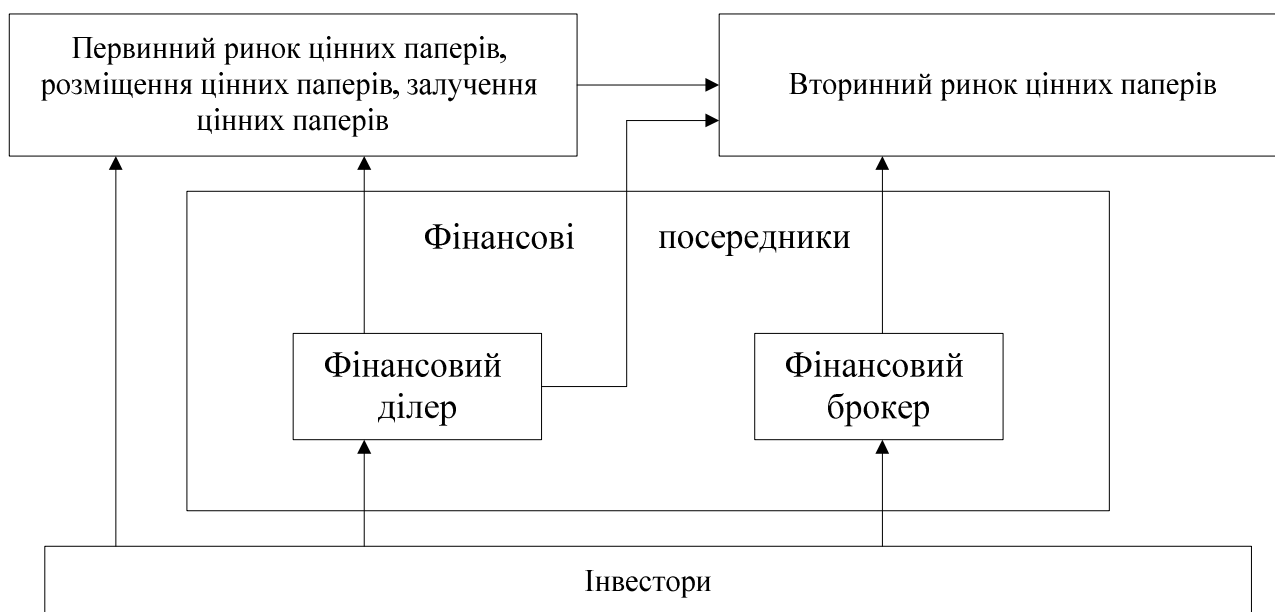 Первинний ринок цінних паперів,
розміщення цінних паперів, залучення
цінних паперів
Вторинний ринок цінних паперів
Фінансові посередники
Фінансовий
ділер
Фінансовий
брокер
Інвестори